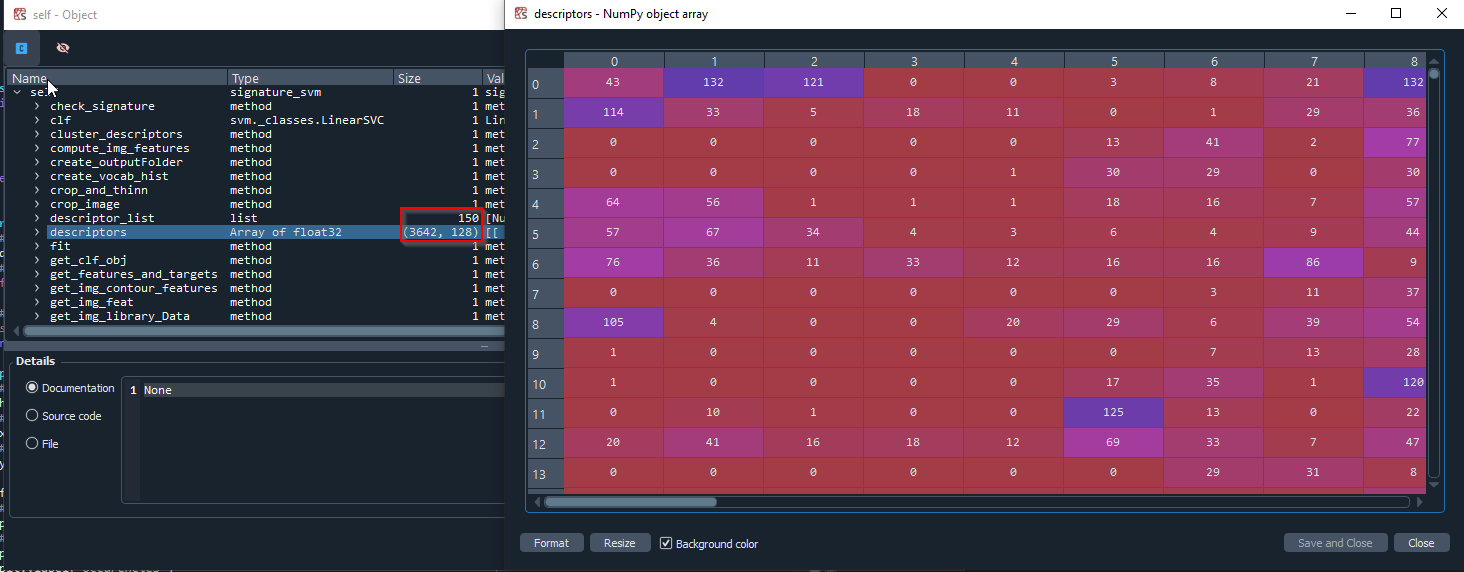 self - Object
descriptors - NumPy object array
Name Type Size Val
self signature_svm 1 sig
check_signature method 1 met
clf svm._classes.LinearSVC 1 Lin
cluster_descriptors method 1 met
compute_img_features method 1 met
create_outputFolder method 1 met
create_vocab_hist method 1 met
crop_and_thinn method 1 met
crop_image method 1 met
descriptor_list list 150 [Nu
descriptors Array of float32 (3642, 128) [[
fit method 1 met
get_clf_obj method 1 met
get_features_and_targets method 1 met
get_img_contour_features method 1 met
get_img_feat method 1 met
get_img_library_Data method 1 met
Details
Documentation
Source code
File
1 None
0 1 2 3 4 5 6 7 8
0 43 132 121 0 0 3 8 21 132
1 114 33 5 18 11 0 1 29 36
2 0 0 0 0 0 13 41 2 77
3 0 0 0 0 1 30 29 0 30
4 64 56 1 1 1 18 16 7 57
5 57 67 34 4 3 6 4 9 44
6 76 36 11 33 12 16 16 86 9
7 0 0 0 0 0 0 3 11 37
8 105 4 0 0 20 29 6 39 54
9 1 0 0 0 0 0 7 13 28
10 1 0 0 0 0 17 35 1 120
11 0 10 1 0 0 125 13 0 22
12 20 41 16 18 12 69 33 7 47
13 0 0 0 0 0 0 29 31 8
Format Resize Background color Save and Close Close